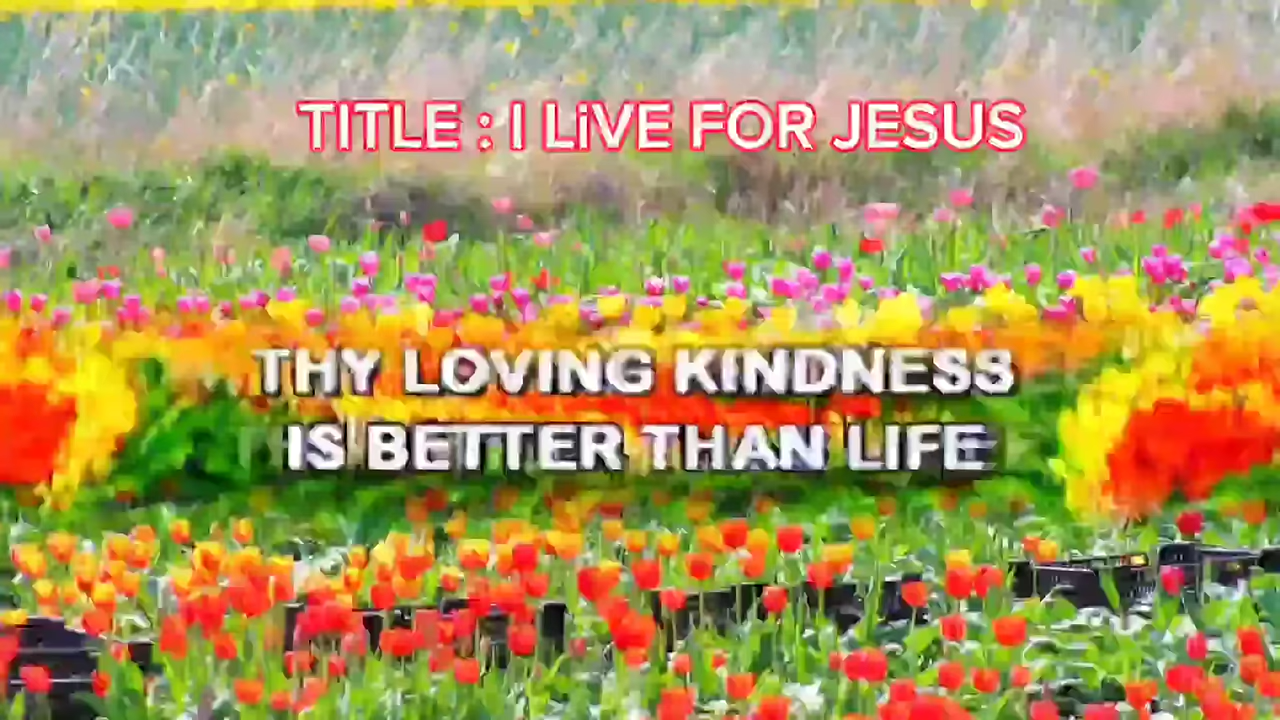 TITLE : I LiVE FOR JESUS
THY LOVING KINDNESS
IS BETTER THAN LIFE